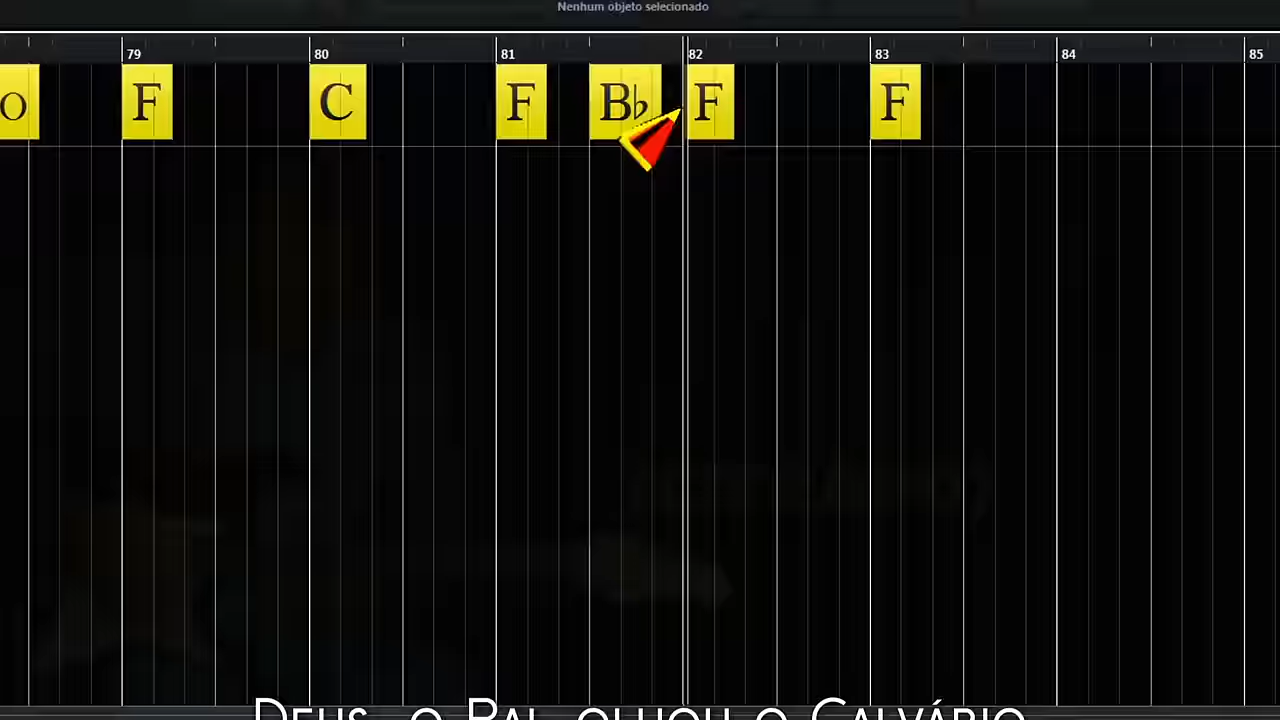 Nenhum objeto selecionado
79 80 81 82 83 84 85
o F C F B♭ F F
Deus, o Pai, olhou o Calvário